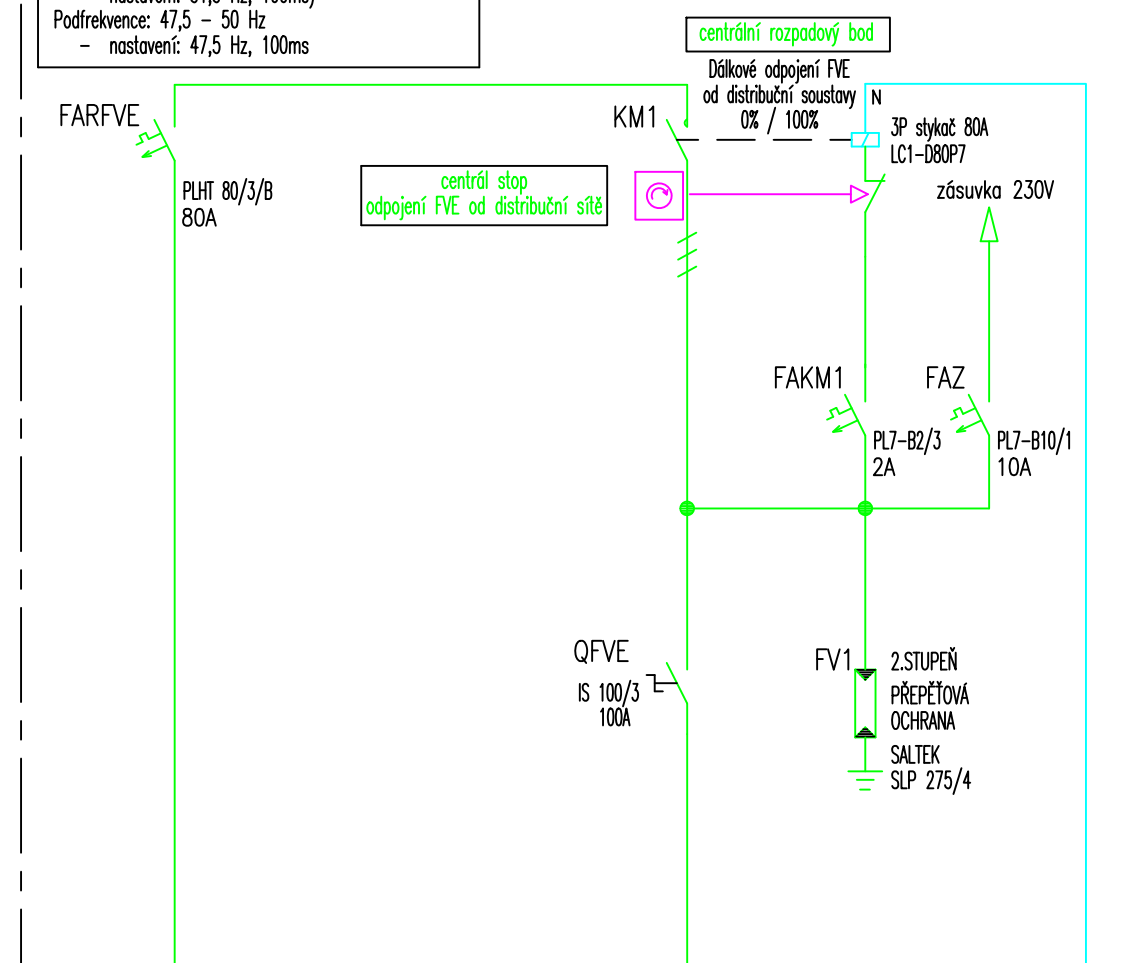 Podfrekvence: 47,5 – 50 Hz
– nastavení: 47,5 Hz, 100ms
centrální rozpadový bod
Dálkové odpojení FVE
od distribuční soustavy
0% / 100%
N
FARFVE
KM1
3P stykač 80A
LC1-D80P7
PLHT 80/3/B
80A
centrál stop
odpojení FVE od distribuční sítě
zásuvka 230V
FAKM1
FAZ
PL7-B2/3
2A
PL7-B10/1
10A
QFVE
IS 100/3
100A
FV1
2.STUPEŇ
PŘEPĚŤOVÁ
OCHRANA
SALTEK
SLP 275/4